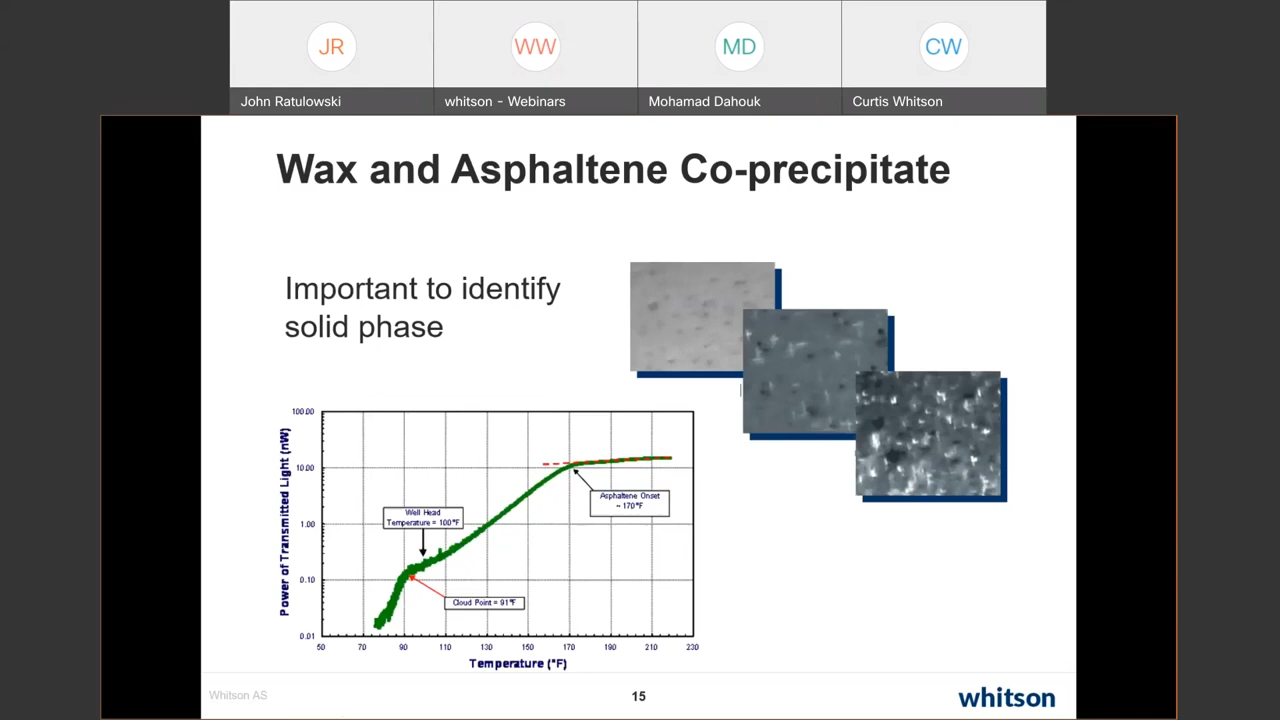 JR
WW
MD
CW
John Ratulowski
whitson - Webinars
Mohamad Dahouk
Curtis Whitson
Wax and Asphaltene Co-precipitate
Important to identify
solid phase
100.00
10.00
1.00
0.10
0.01
Power of Transmitted Light (nW)
Asphaltene Onset
~ 170°F
Well Head
Temperature = 100°F
Cloud Point = 91°F
50 70 90 110 130 150 170 190 210 230
Temperature (°F)
Whitson AS
15
whitson